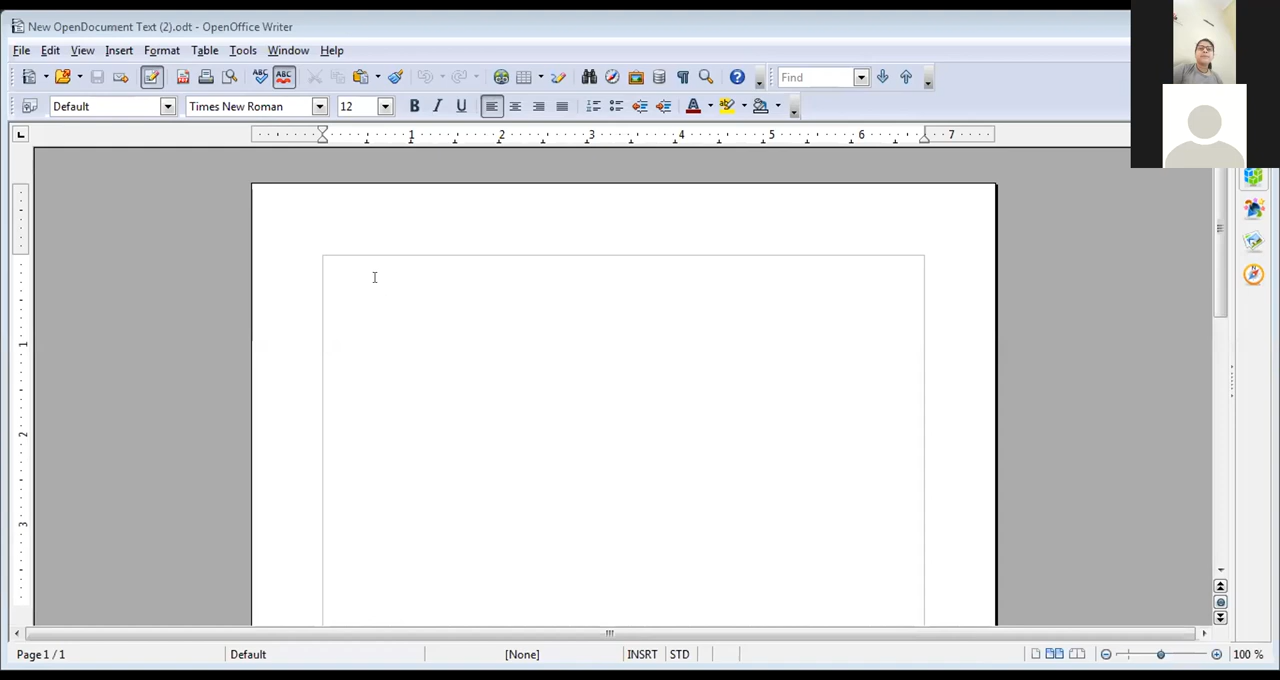 New OpenDocument Text (2).odt - OpenOffice Writer
File Edit View Insert Format Table Tools Window Help
ABC ABC Find
Default Times New Roman 12 B I U A
1 2 3 4 5 6 7
1
2
3
Page 1 / 1 Default [None] INSRT STD 100 %